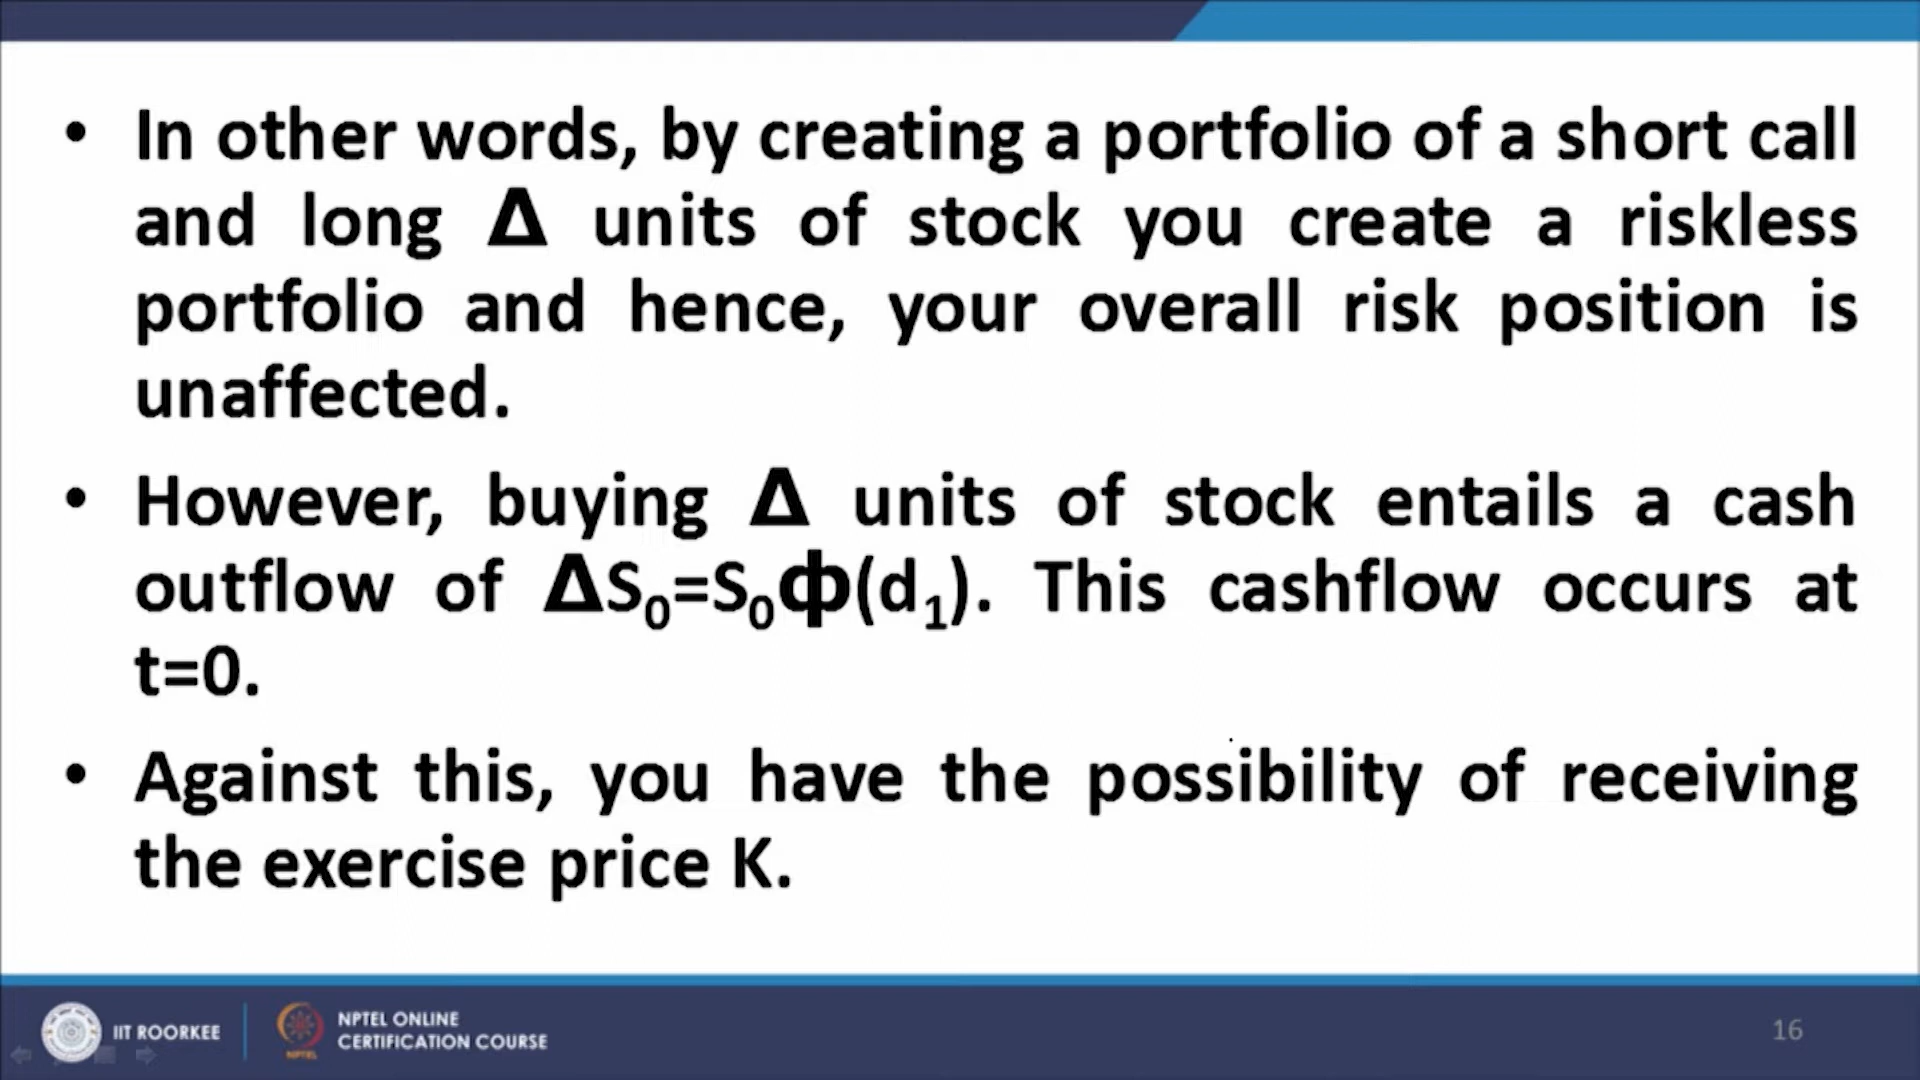 • In other words, by creating a portfolio of a short call
and long Δ units of stock you create a riskless
portfolio and hence, your overall risk position is
unaffected.
• However, buying Δ units of stock entails a cash
outflow of ΔS₀=S₀ф(d₁). This cashflow occurs at
t=0.
• Against this, you have the possibility of receiving
the exercise price K.
IIT ROORKEE
NPTEL
NPTEL ONLINE
CERTIFICATION COURSE
16